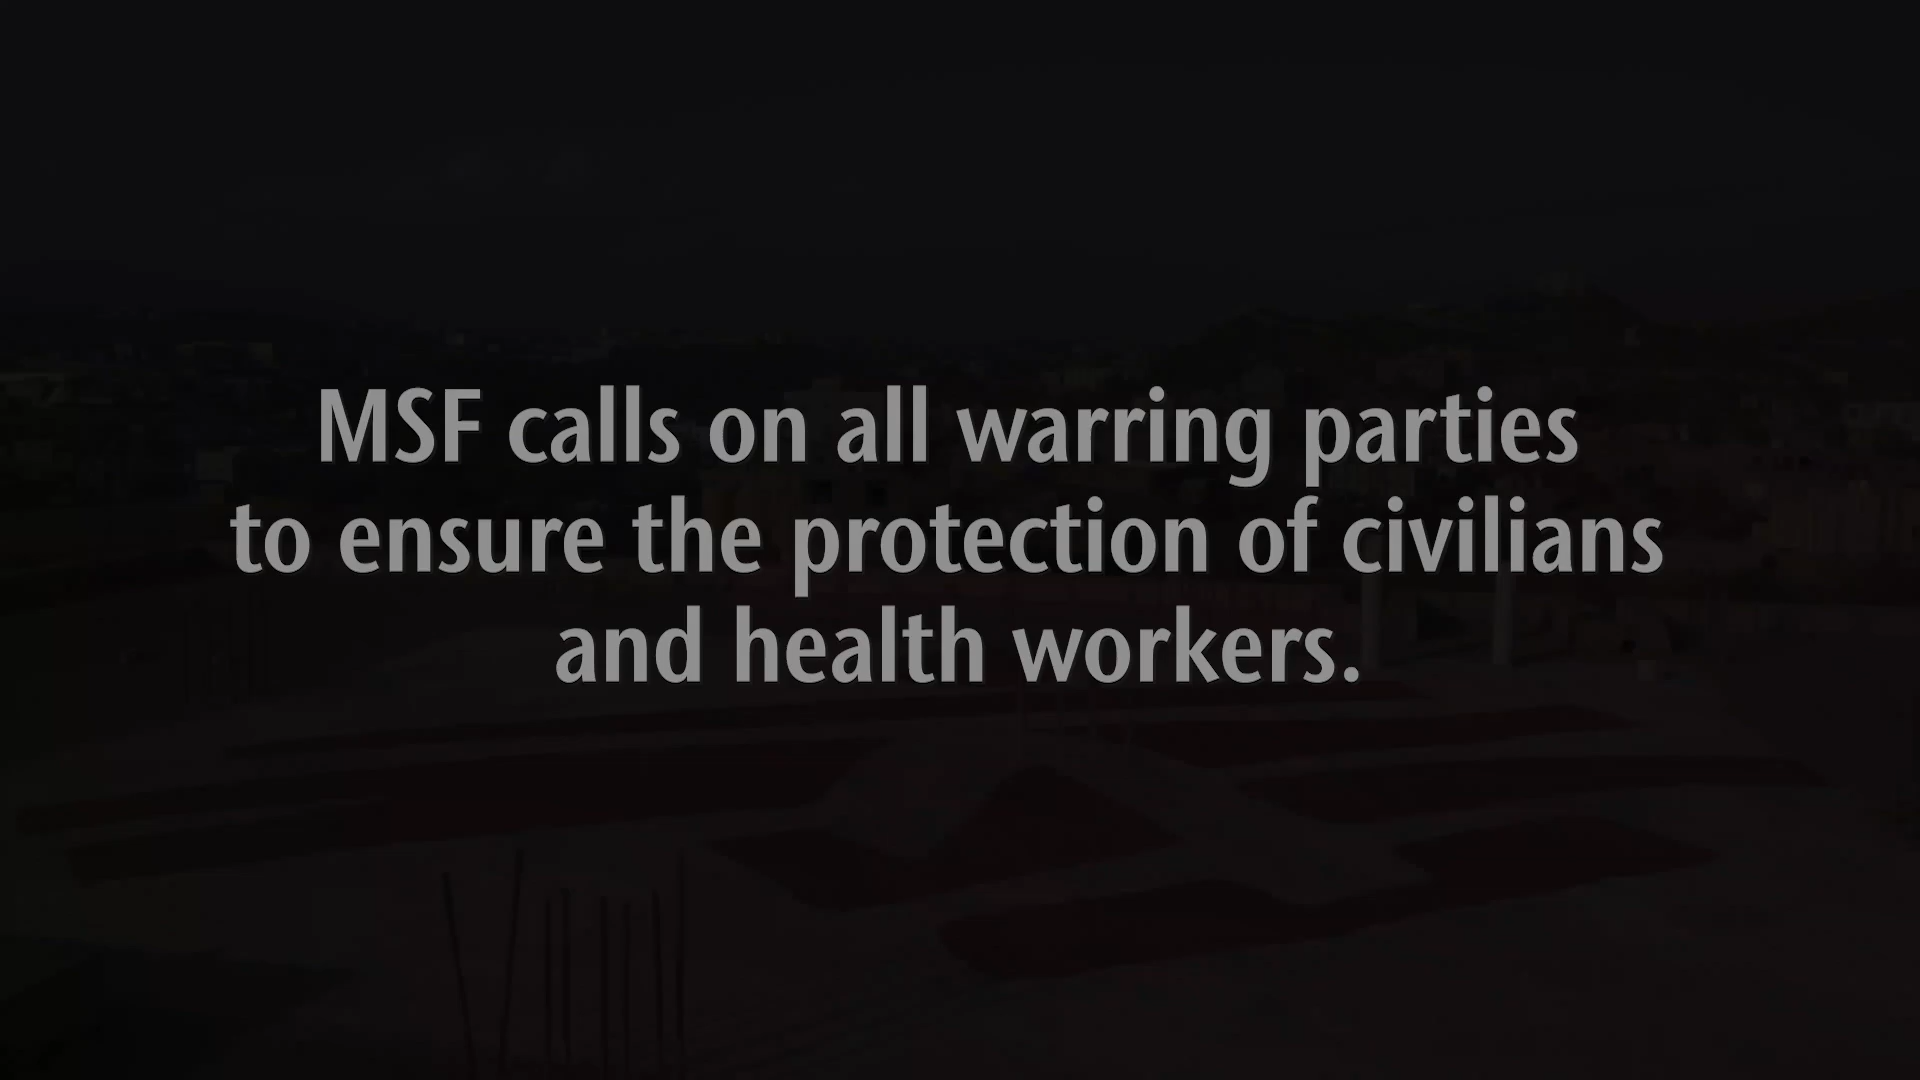 MSF calls on all warring parties
to ensure the protection of civilians
and health workers.